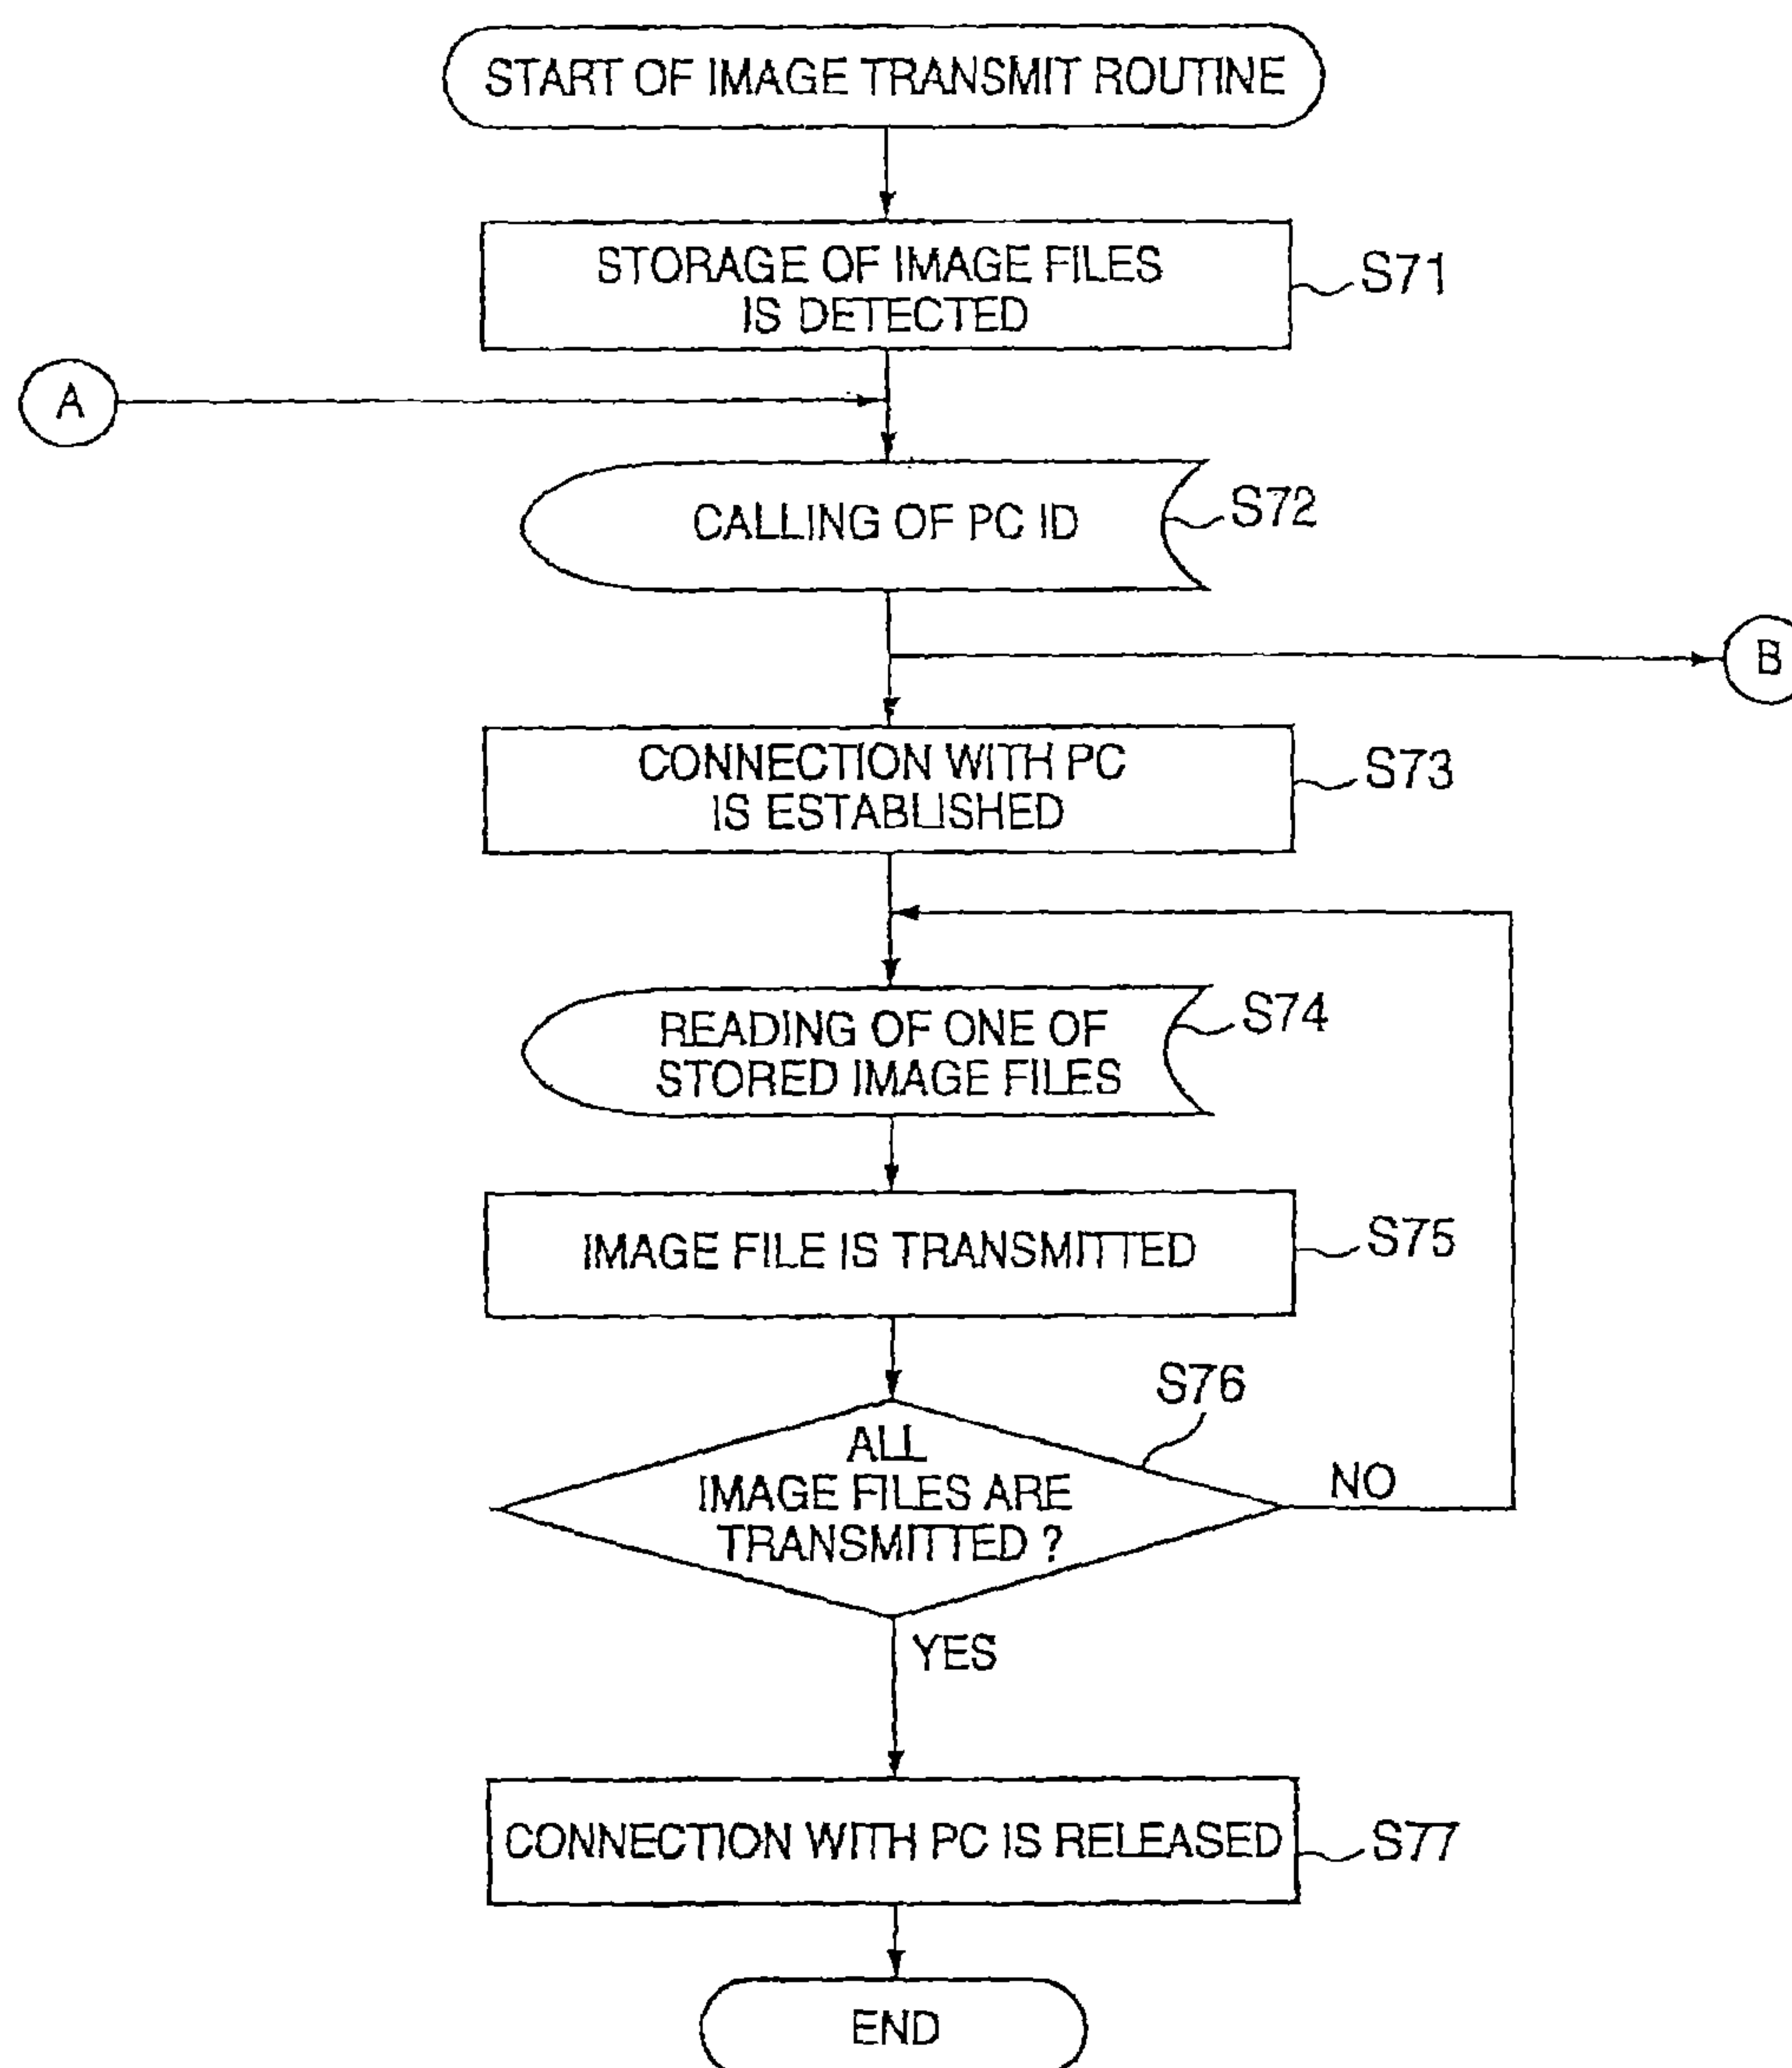 START OF IMAGE TRANSMIT ROUTINE
STORAGE OF IMAGE FILES
IS DETECTED
S71
A
CALLING OF PC ID
S72
B
CONNECTION WITH PC
IS ESTABLISHED
S73
READING OF ONE OF
STORED IMAGE FILES
S74
IMAGE FILE IS TRANSMITTED
S75
S76
ALL
IMAGE FILES ARE
TRANSMITTED ?
NO
YES
CONNECTION WITH PC IS RELEASED
S77
END